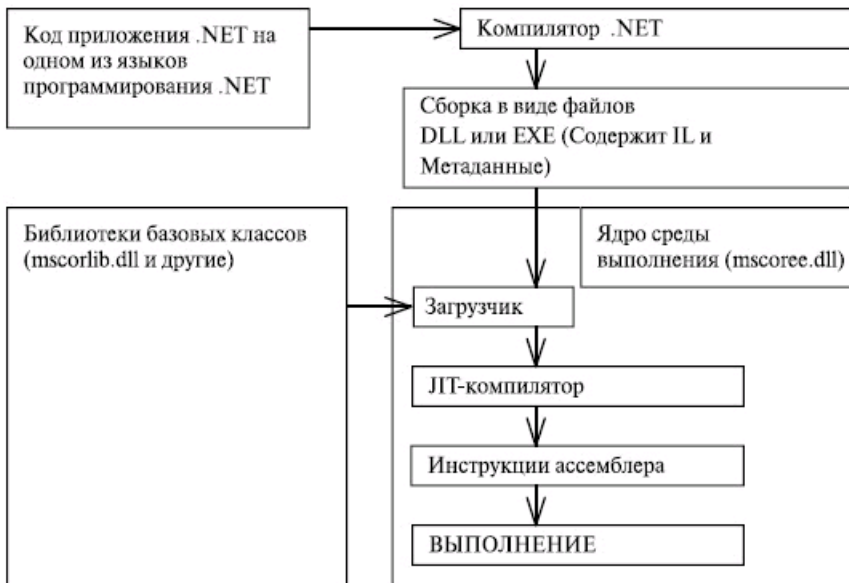 Код приложения .NET на
одном из языков
программирования .NET
Компилятор .NET
Сборка в виде файлов
DLL или EXE (Содержит IL и
Метаданные)
Библиотеки базовых классов
(mscorlib.dll и другие)
Ядро среды
выполнения (mscoree.dll)
Загрузчик
JIT-компилятор
Инструкции ассемблера
ВЫПОЛНЕНИЕ